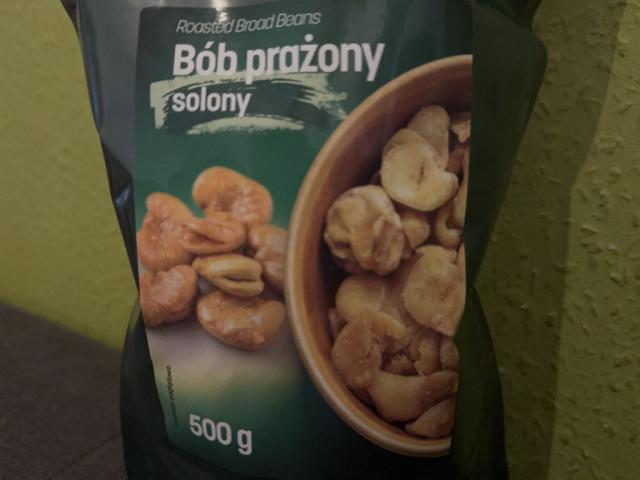 Roasted Broad Beans
Bób prażony
solony
500 g